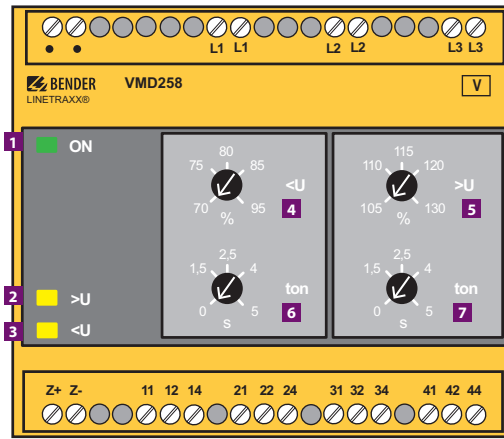 L1 L1 L2 L2 L3 L3
BENDER VMD258 V
LINETRAXX®
1 ON
80
75 85
70 95
%
<U
4
115
110 120
105 130
%
>U
5
2 >U
3 <U
2,5
1,5 4
0 5
s
ton
6
2,5
1,5 4
0 5
s
ton
7
Z+ Z- 11 12 14 21 22 24 31 32 34 41 42 44